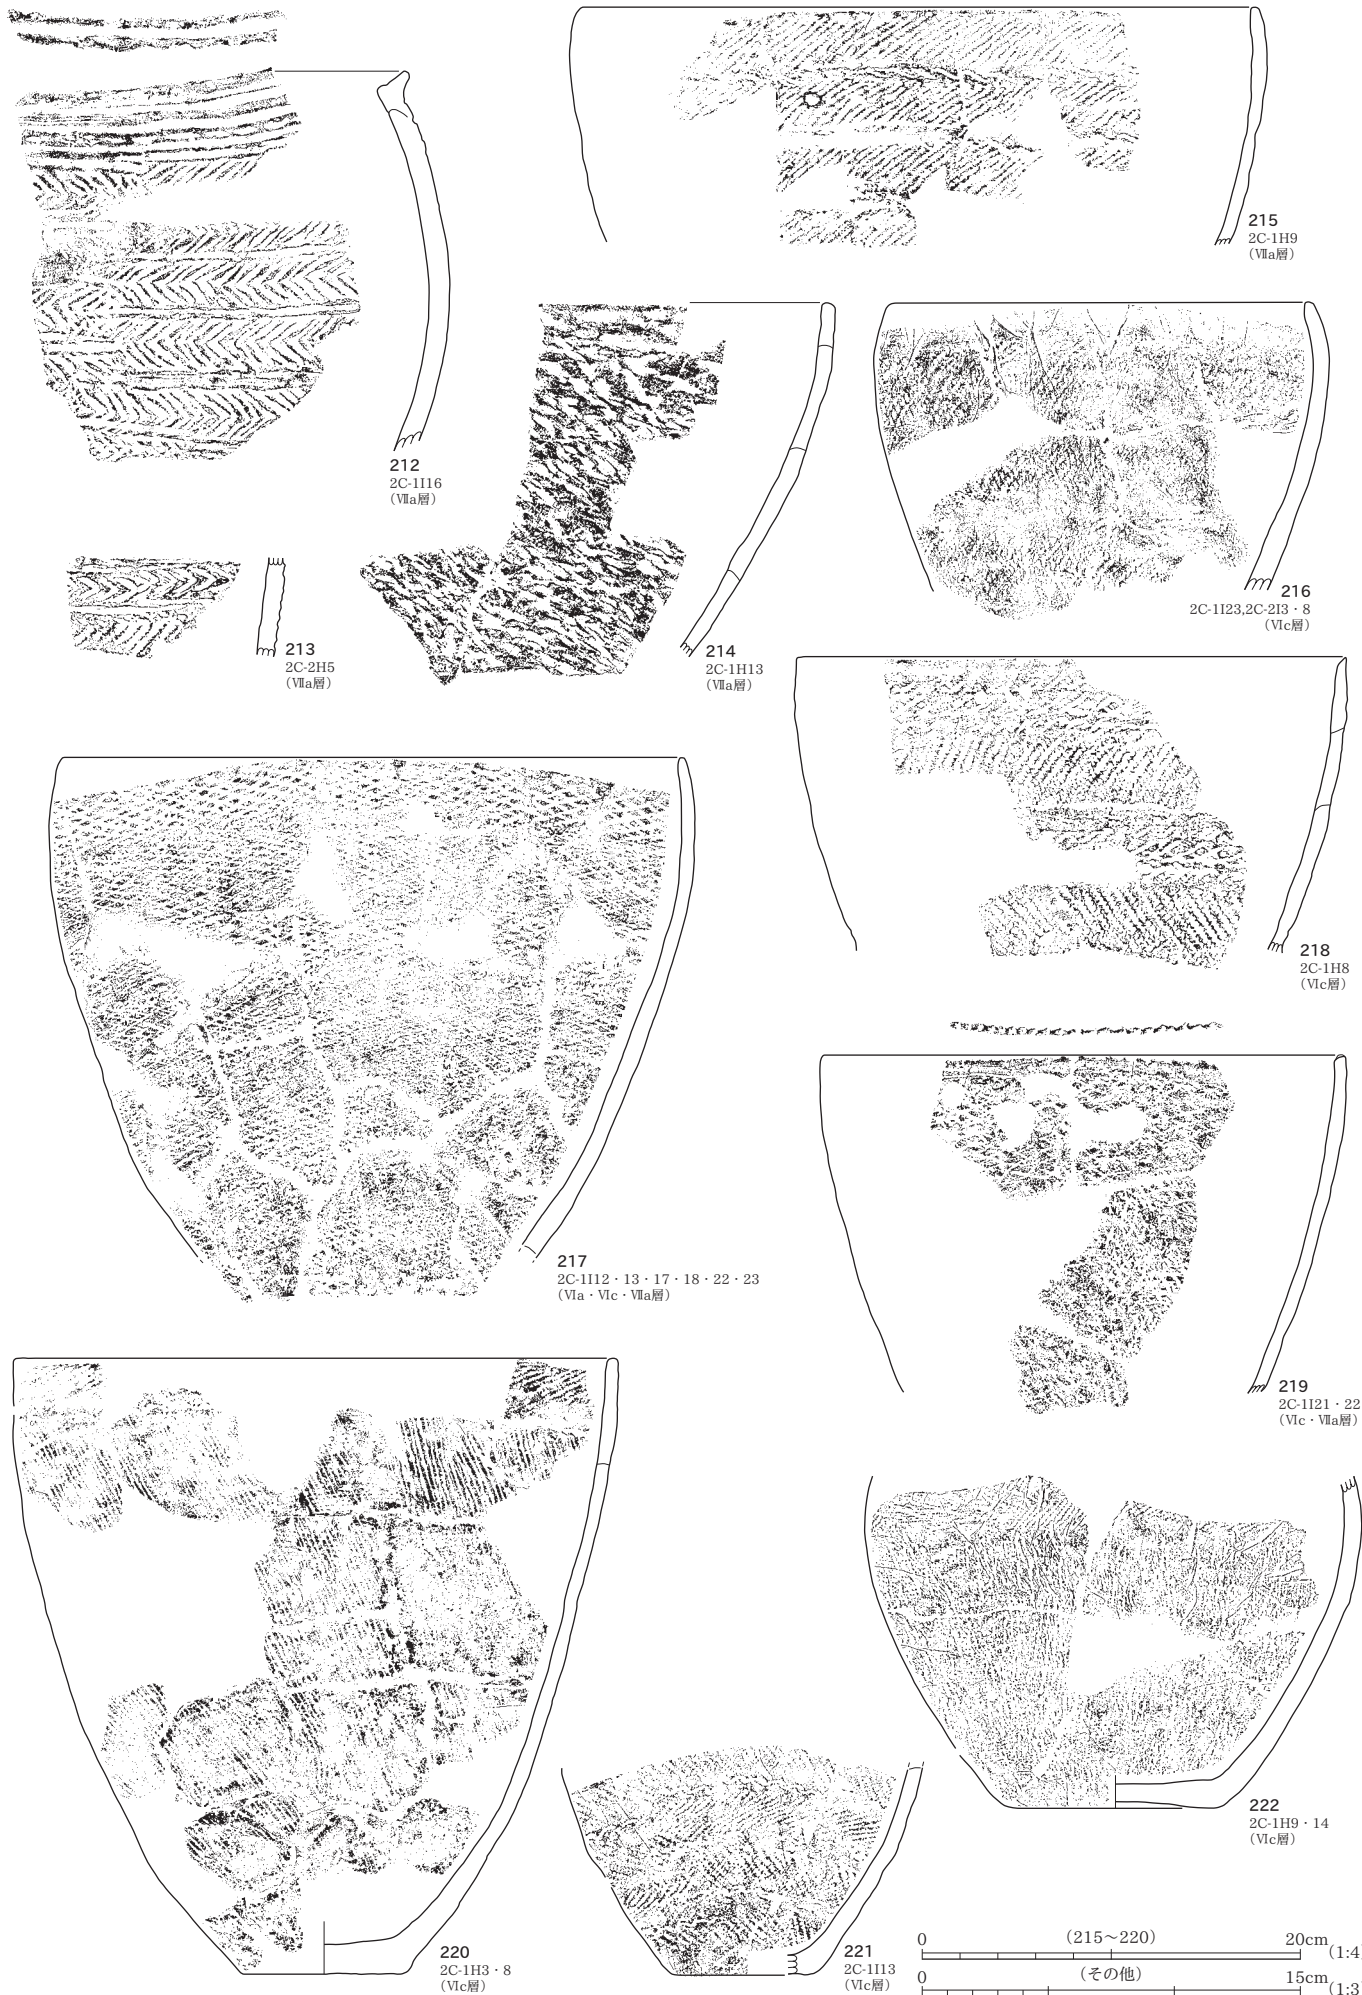 212
2C-1I16
（Ⅶa層）
213
2C-2H5
（Ⅶa層）
214
2C-1H13
（Ⅶa層）
215
2C-1H9
（Ⅶa層）
216
2C-1I23,2C-2I3・8
（Ⅵc層）
217
2C-1I12・13・17・18・22・23
（Ⅵa・Ⅵc・Ⅶa層）
218
2C-1H8
（Ⅵc層）
219
2C-1I21・22
（Ⅵc・Ⅶa層）
220
2C-1H3・8
（Ⅵc層）
221
2C-1I13
（Ⅵc層）
222
2C-1H9・14
（Ⅵc層）
0 （215～220） 20cm （1:4
0 （その他） 15cm （1:3